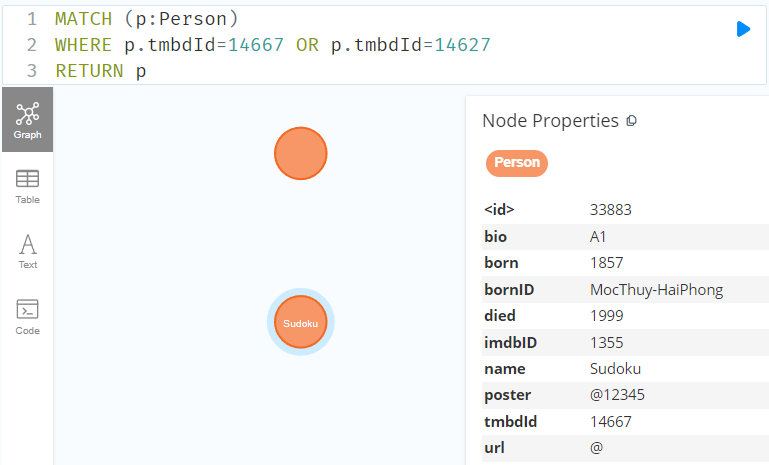 1 MATCH (p:Person)
2 WHERE p.tmbdId=14667 OR p.tmbdId=14627
3 RETURN p
Graph
Table
Text
Code
Sudoku
Node Properties
Person
<id> 33883
bio A1
born 1857
bornID MocThuy-HaiPhong
died 1999
imdbID 1355
name Sudoku
poster @12345
tmbdId 14667
url @